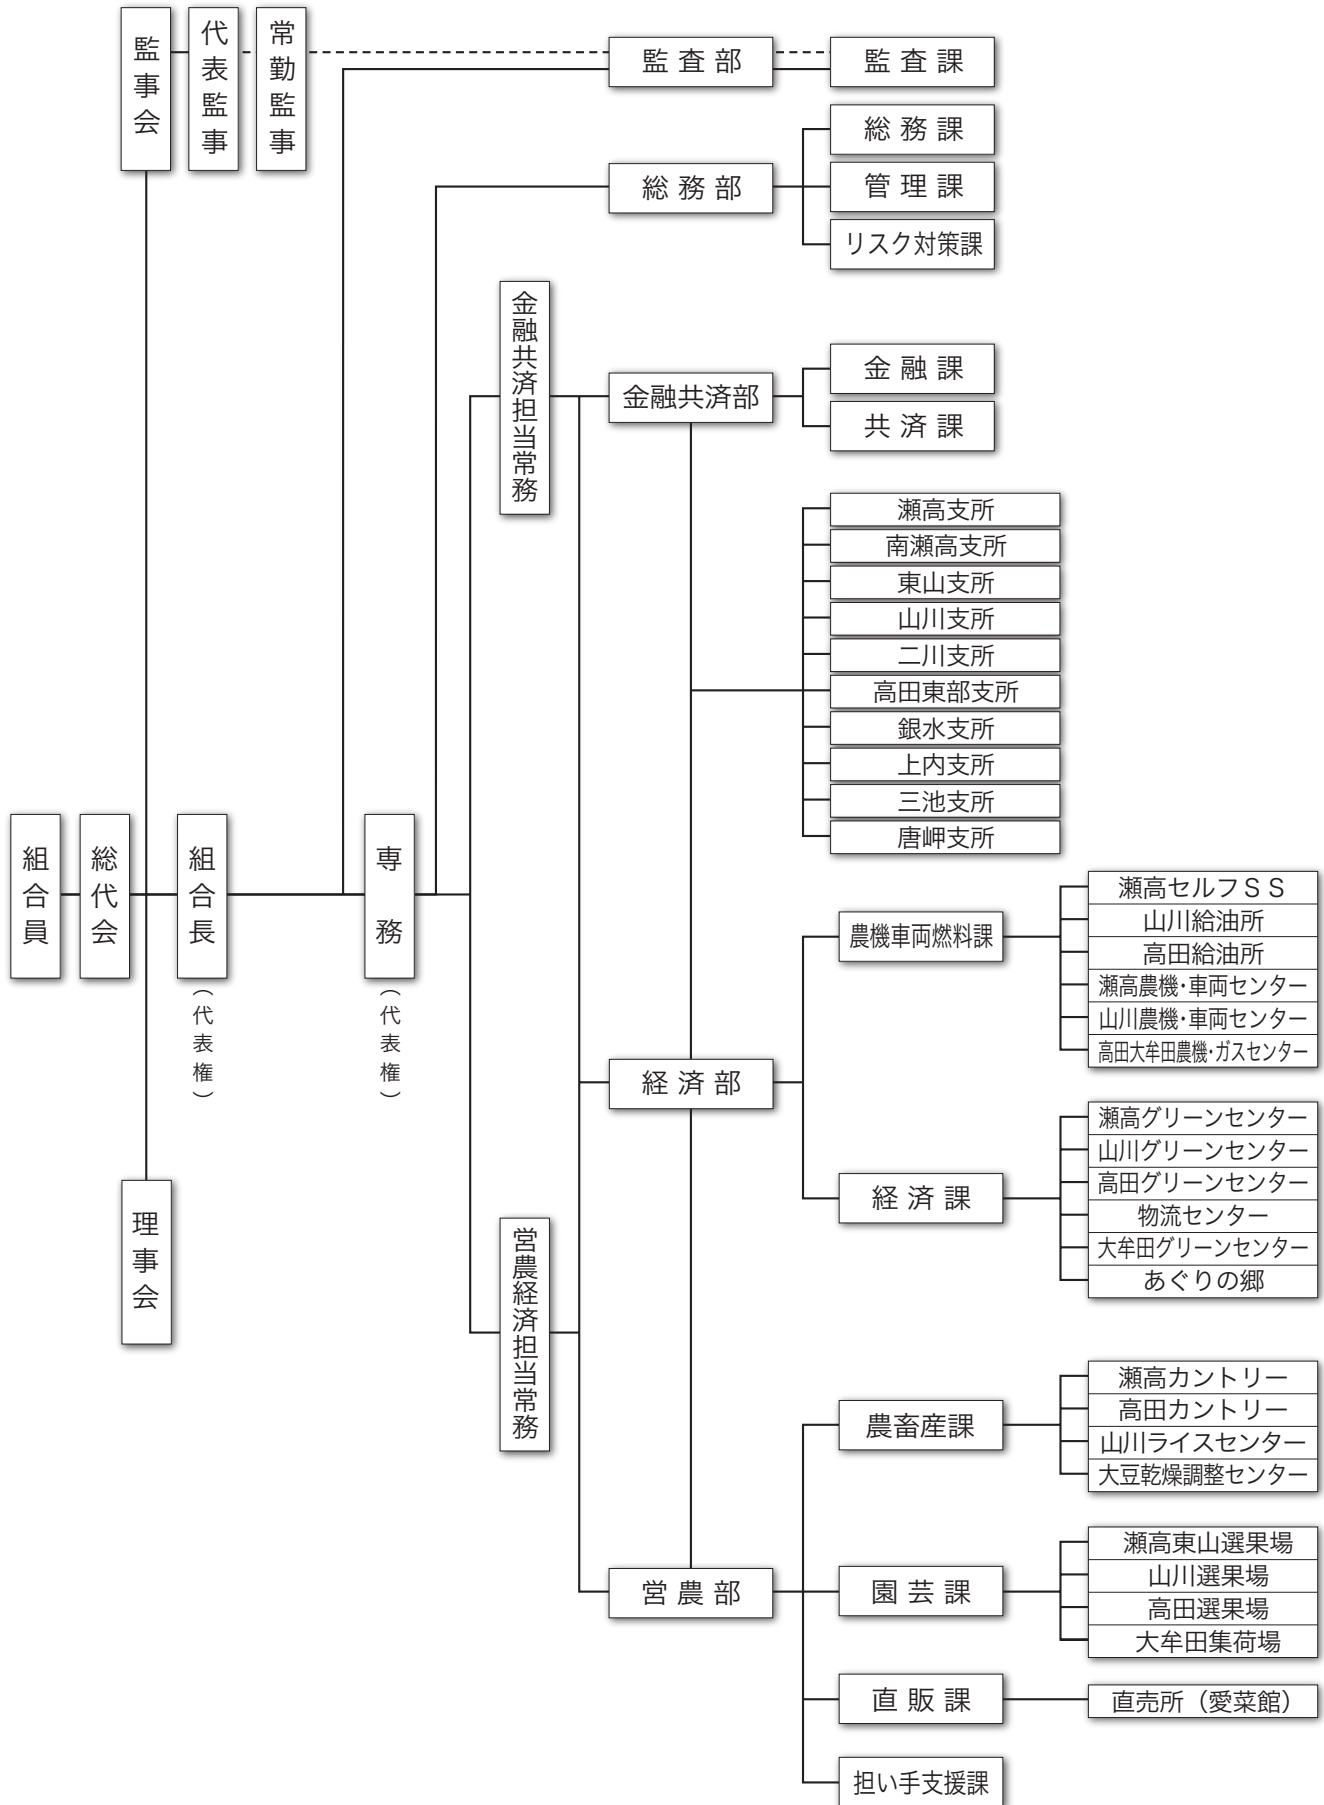 監事会
代表監事
常勤監事
監査部
監査課
総務部
総務課
管理課
リスク対策課
金融共済担当常務
金融共済部
金融課
共済課
瀬高支所
南瀬高支所
東山支所
山川支所
二川支所
高田東部支所
銀水支所
上内支所
三池支所
唐岬支所
組合員
総代会
組合長
（代表権）
専務
（代表権）
理事会
営農経済担当常務
経済部
農機車両燃料課
瀬高セルフＳＳ
山川給油所
高田給油所
瀬高農機・車両センター
山川農機・車両センター
高田大牟田農機・ガスセンター
経済課
瀬高グリーンセンター
山川グリーンセンター
高田グリーンセンター
物流センター
大牟田グリーンセンター
あぐりの郷
営農部
農畜産課
瀬高カントリー
高田カントリー
山川ライスセンター
大豆乾燥調整センター
園芸課
瀬高東山選果場
山川選果場
高田選果場
大牟田集荷場
直販課
直売所（愛菜館）
担い手支援課